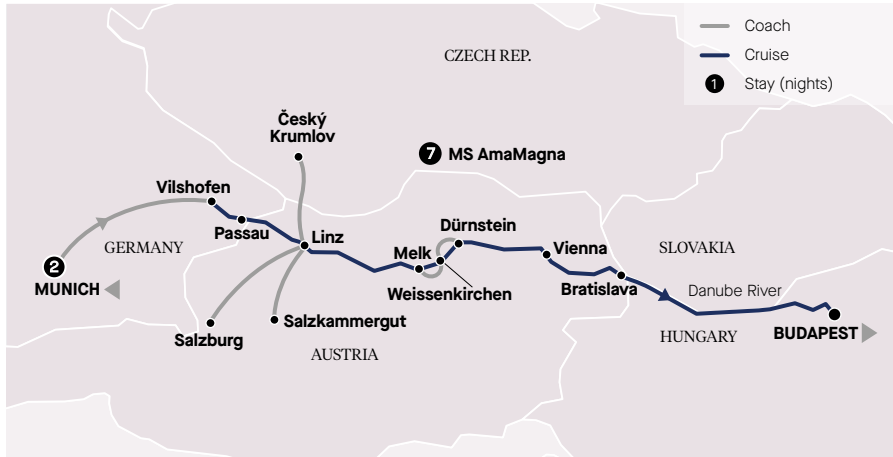 Coach
Cruise
1 Stay (nights)
CZECH REP.
Český
Krumlov
7 MS AmaMagna
Vilshofen
Passau
Linz
Dürnstein
GERMANY
Melk
Vienna
SLOVAKIA
2
MUNICH
Weissenkirchen
Bratislava
Danube River
Salzburg
Salzkammergut
HUNGARY
BUDAPEST
AUSTRIA